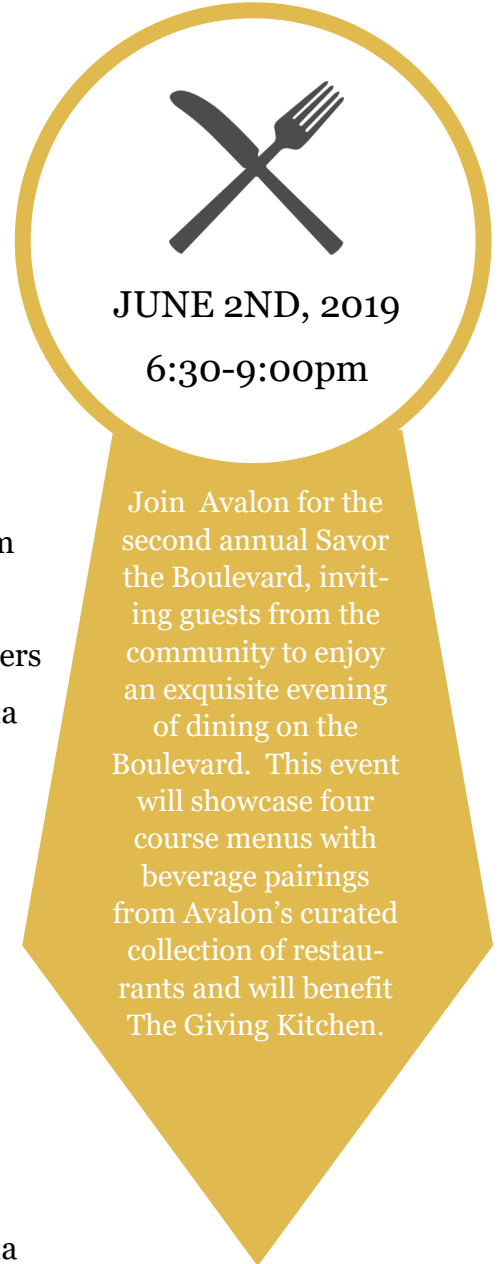 JUNE 2ND, 2019
6:30-9:00pm
Join Avalon for the
second annual Savor
the Boulevard, invit-
ing guests from the
community to enjoy
an exquisite evening
of dining on the
Boulevard. This event
will showcase four
course menus with
beverage pairings
from Avalon’s curated
collection of restau-
rants and will benefit
The Giving Kitchen.